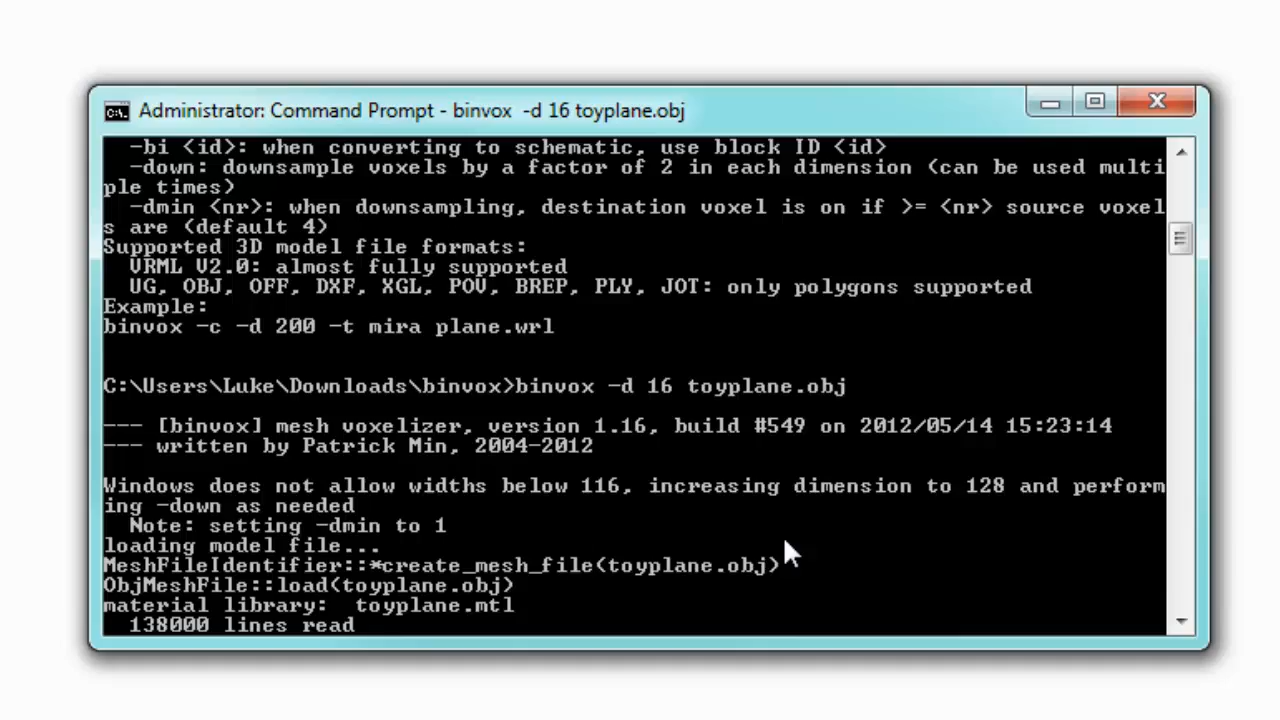 Administrator: Command Prompt - binvox  -d 16 toyplane.obj
-bi <id>: when converting to schematic, use block ID <id>
-down: downsample voxels by a factor of 2 in each dimension (can be used multi
ple times)
-dmin <nr>: when downsampling, destination voxel is on if >= <nr> source voxel
s are (default 4)
Supported 3D model file formats:
VRML V2.0: almost fully supported
UG, OBJ, OFF, DXF, XGL, POV, BREP, PLY, JOT: only polygons supported
Example:
binvox -c -d 200 -t mira plane.wrl
C:\Users\Luke\Downloads\binvox>binvox -d 16 toyplane.obj
--- [binvox] mesh voxelizer, version 1.16, build #549 on 2012/05/14 15:23:14
--- written by Patrick Min, 2004-2012
Windows does not allow widths below 116, increasing dimension to 128 and perform
ing -down as needed
Note: setting -dmin to 1
loading model file...
MeshFileIdentifier::*create_mesh_file(toyplane.obj)
ObjMeshFile::load(toyplane.obj)
material library:  toyplane.mtl
138000 lines read